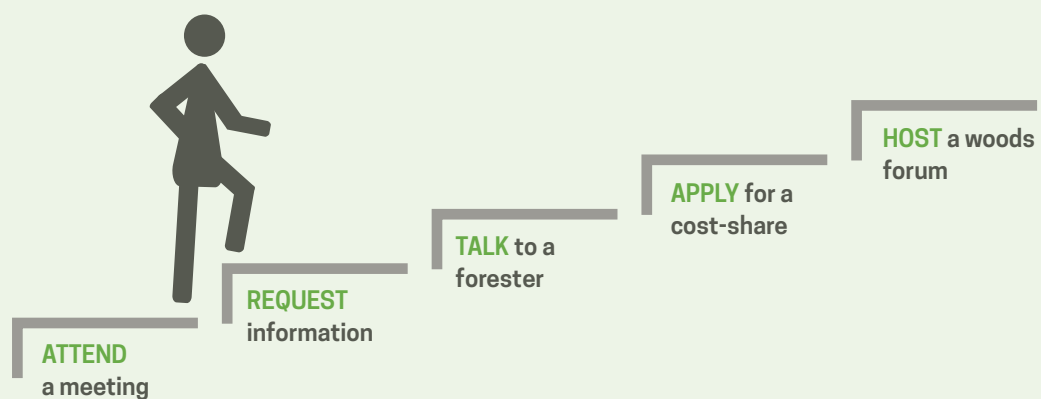 ATTEND
a meeting
REQUEST
information
TALK to a
forester
APPLY for a
cost-share
HOST a woods
forum